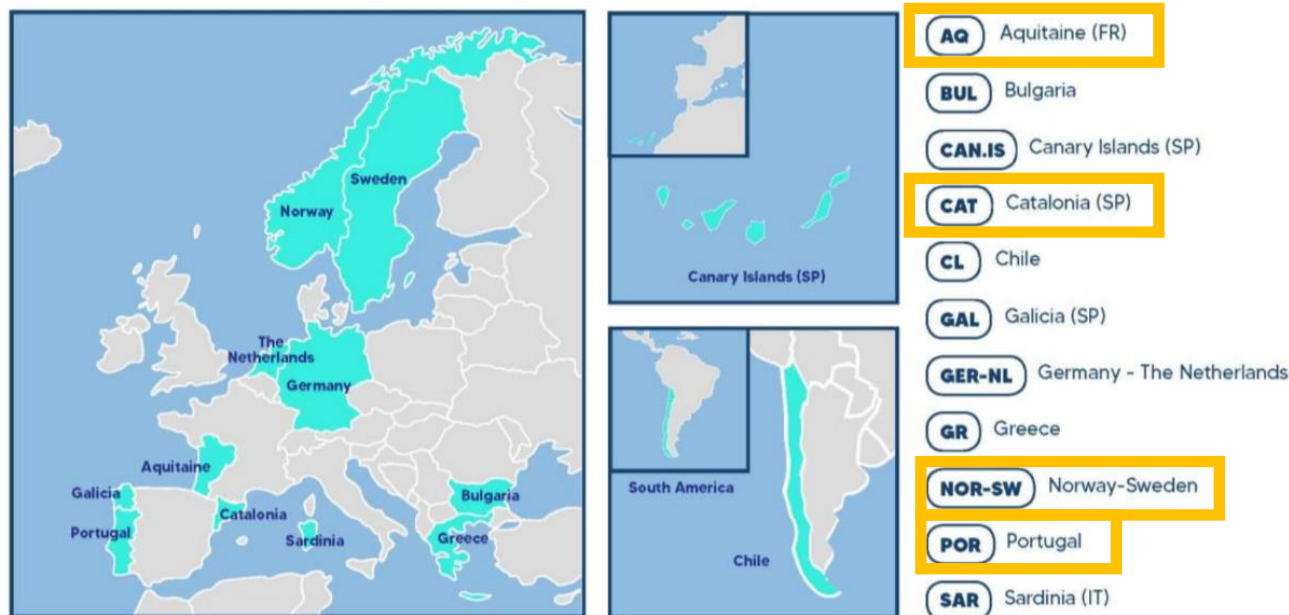 Sweden
Norway
The
Netherlands
Germany
Aquitaine
Galicia
Portugal
Catalonia
Sardinia
Bulgaria
Greece
Canary Islands (SP)
South America
Chile
AQ Aquitaine (FR)
BUL Bulgaria
CAN.IS Canary Islands (SP)
CAT Catalonia (SP)
CL Chile
GAL Galicia (SP)
GER-NL Germany - The Netherlands
GR Greece
NOR-SW Norway-Sweden
POR Portugal
SAR Sardinia (IT)